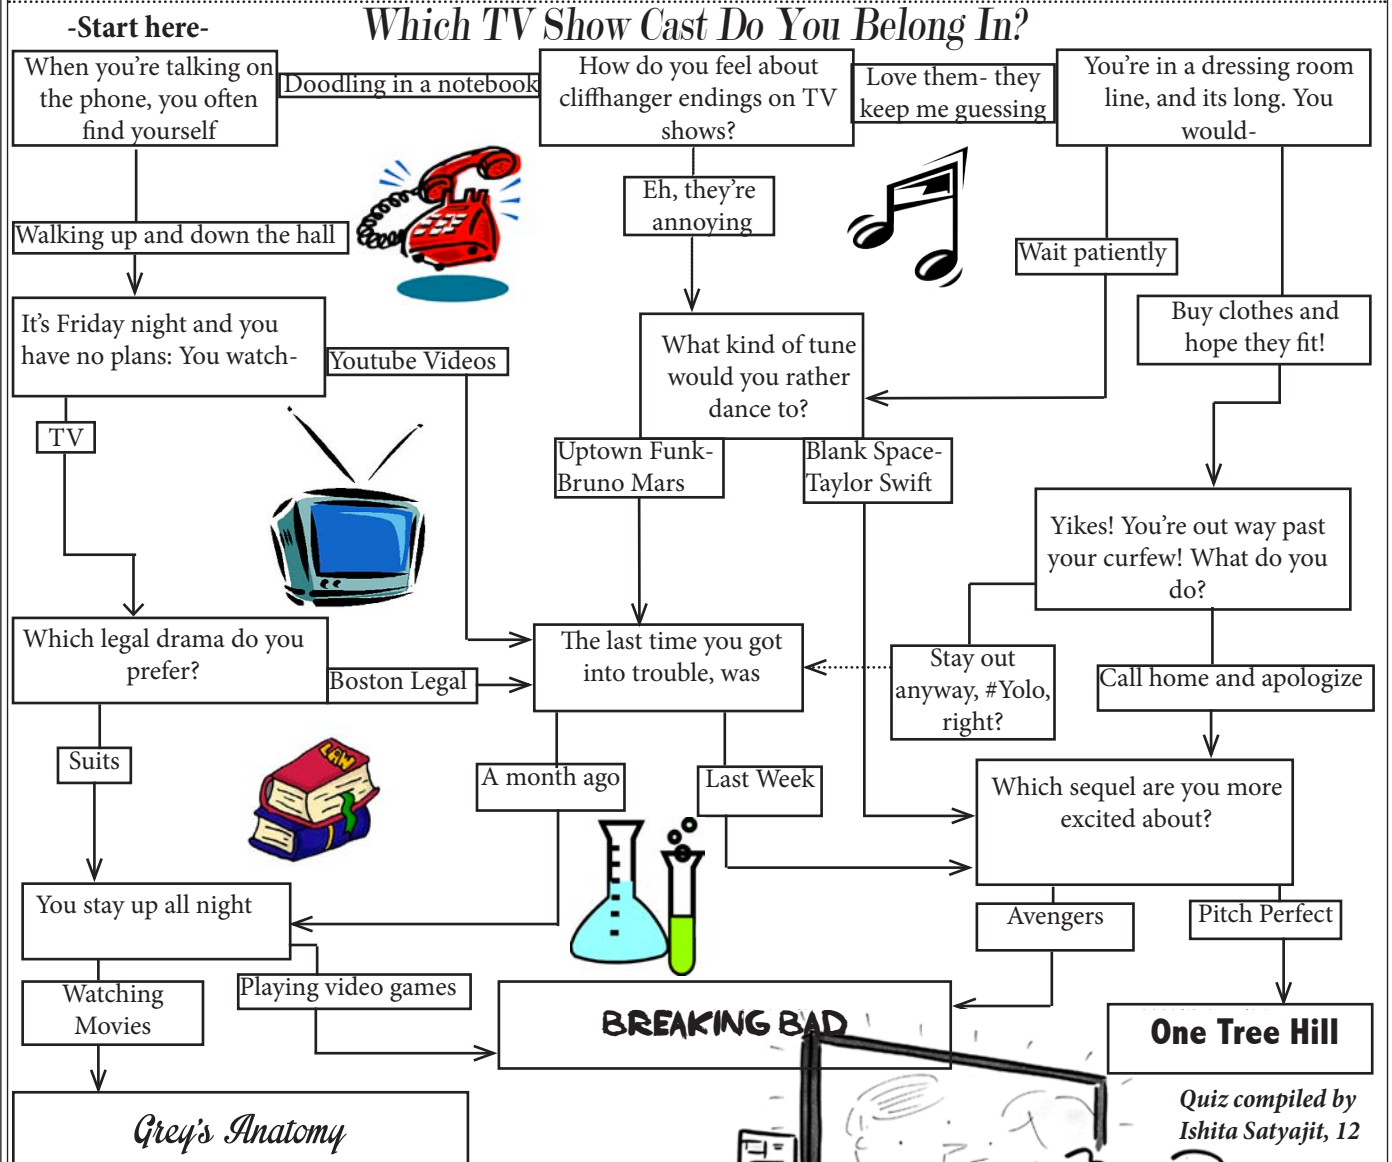 -Start here-
Which TV Show Cast Do You Belong In?
When you're talking on
the phone, you often
find yourself
Doodling in a notebook
How do you feel about
cliffhanger endings on TV
shows?
Love them- they
keep me guessing
You're in a dressing room
line, and its long. You
would-
Eh, they're
annoying
Walking up and down the hall
Wait patiently
Buy clothes and
hope they fit!
It's Friday night and you
have no plans: You watch-
Youtube Videos
What kind of tune
would you rather
dance to?
TV
Uptown Funk-
Bruno Mars
Blank Space-
Taylor Swift
Yikes! You're out way past
your curfew! What do you
do?
Which legal drama do you
prefer?
Boston Legal
The last time you got
into trouble, was
Stay out
anyway, #Yolo,
right?
Call home and apologize
Suits
LAW
A month ago
Last Week
Which sequel are you more
excited about?
You stay up all night
Avengers
Pitch Perfect
Watching
Movies
Playing video games
BREAKING BAD
One Tree Hill
Grey's Anatomy
Quiz compiled by
Ishita Satyajit, 12